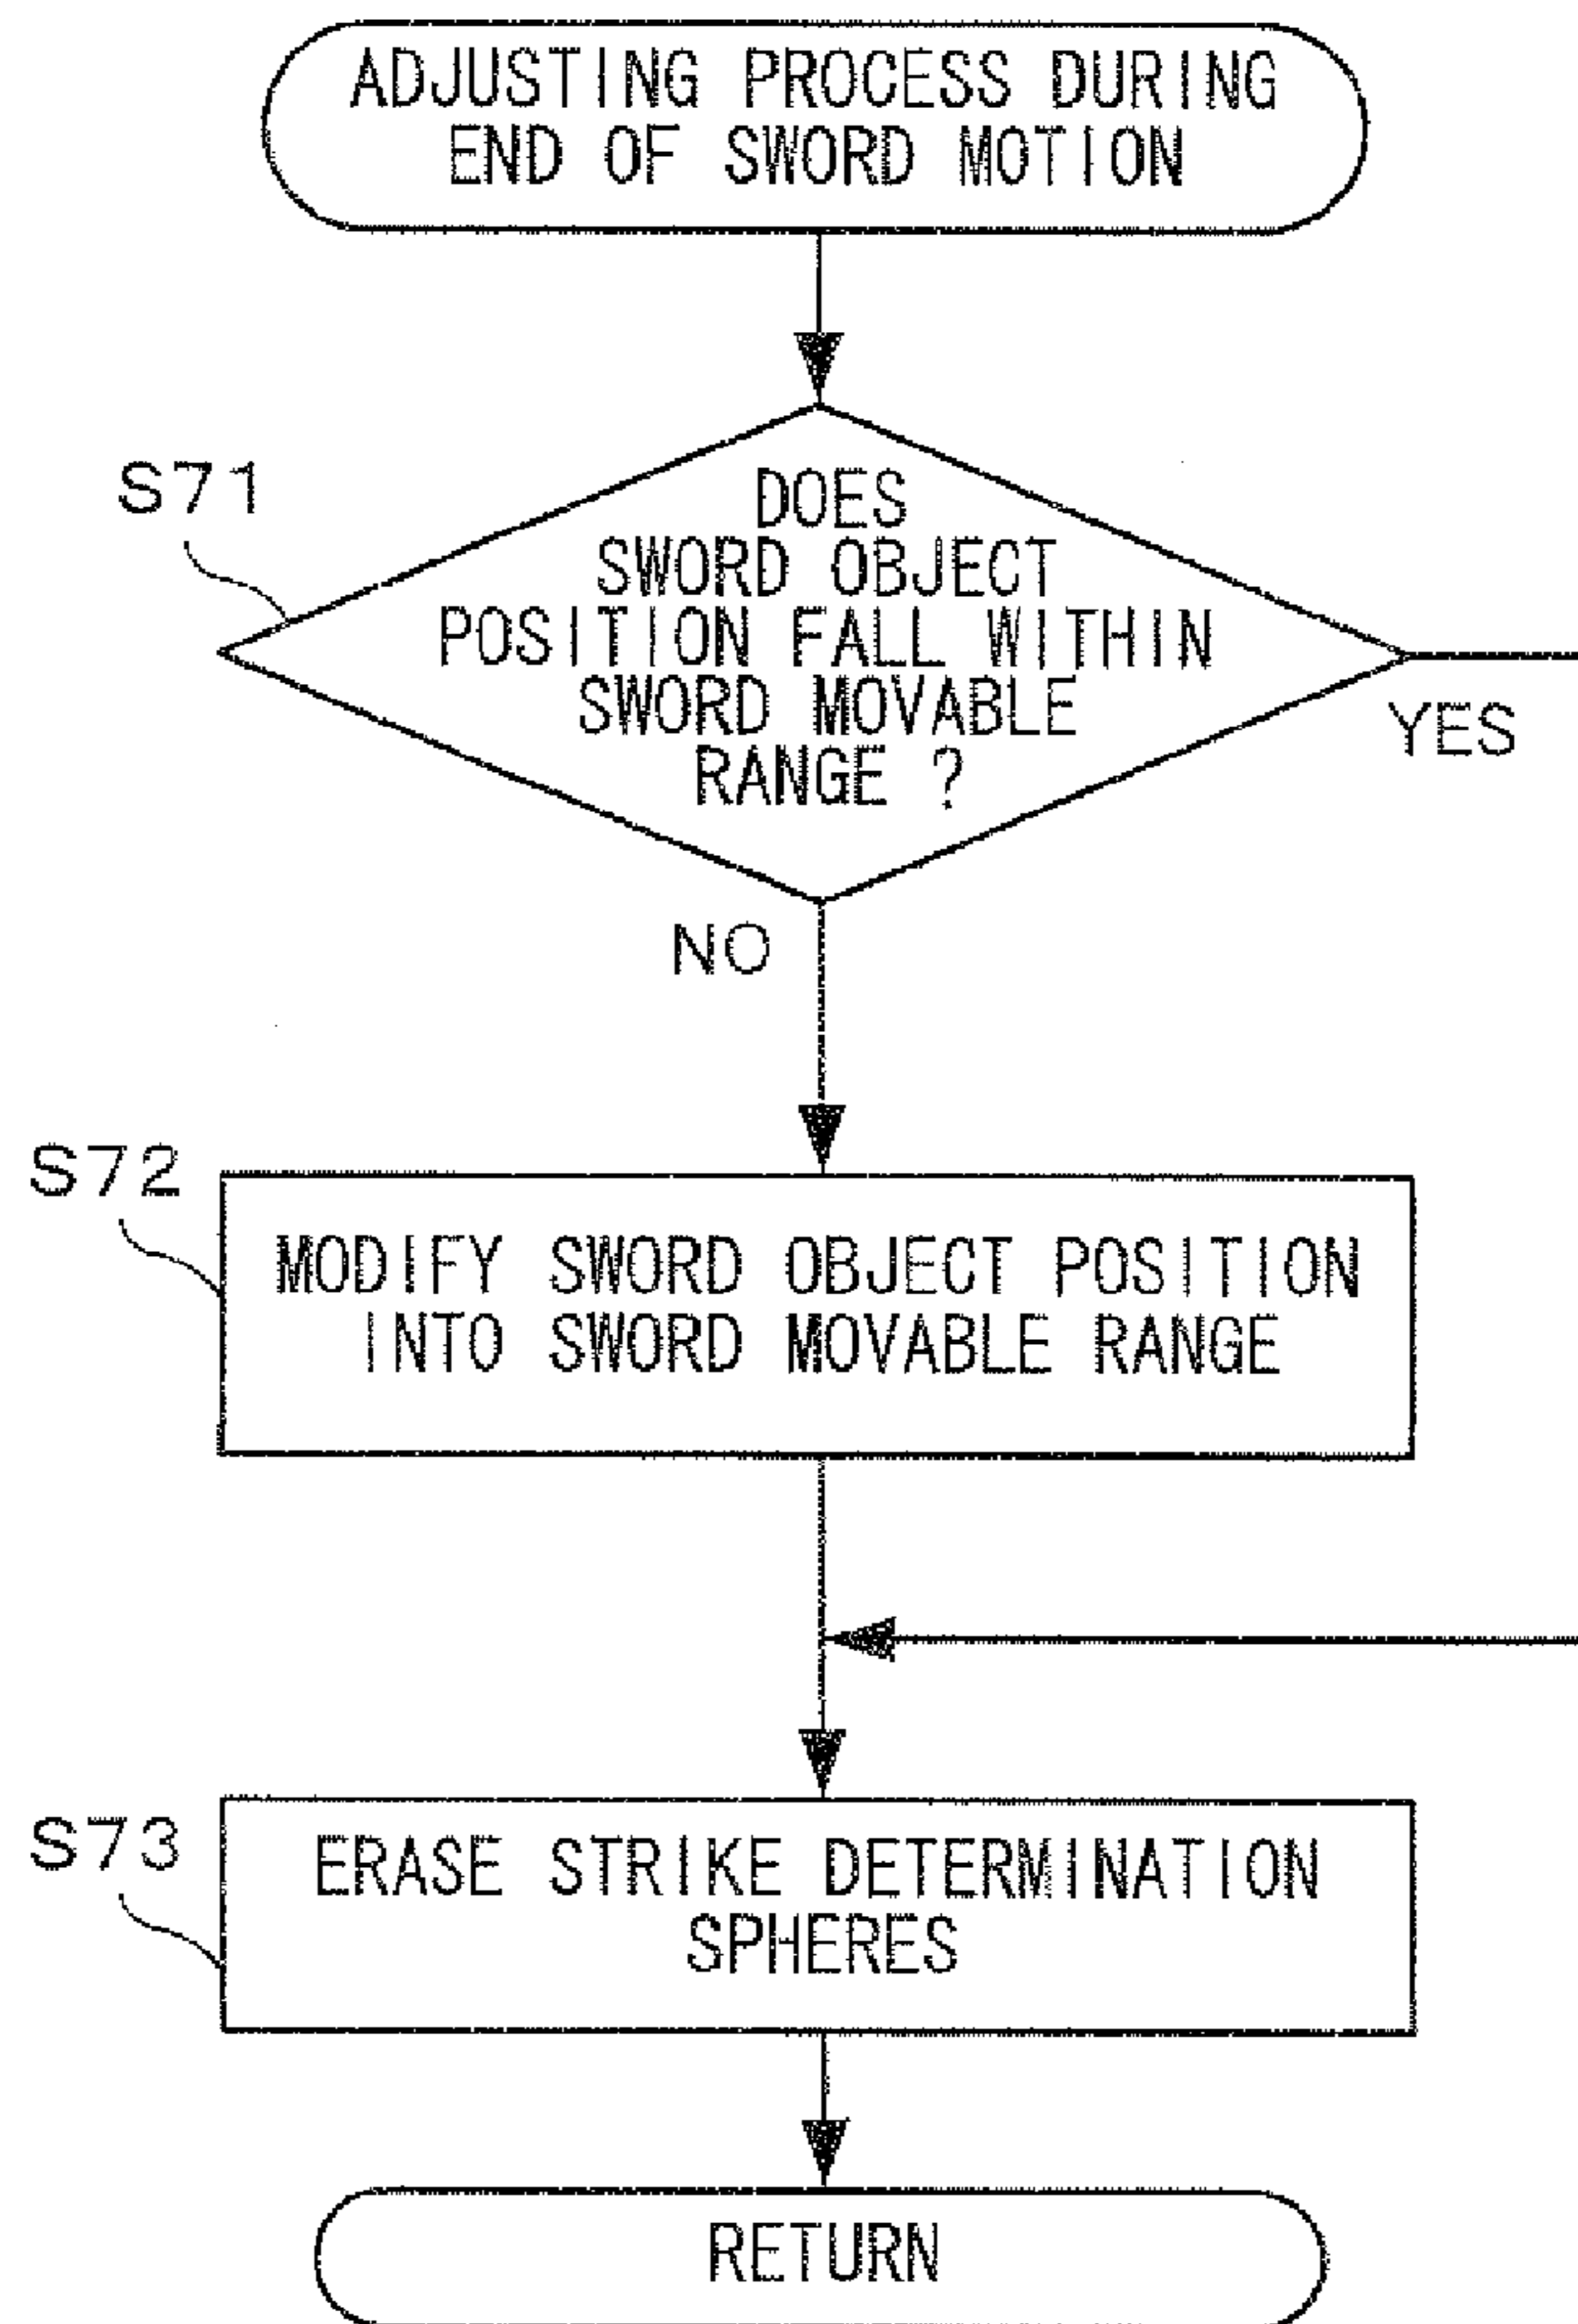 ADJUSTING PROCESS DURING
END OF SWORD MOTION
S71
DOES
SWORD OBJECT
POSITION FALL WITHIN
SWORD MOVABLE
RANGE ?
YES
NO
S72
MODIFY SWORD OBJECT POSITION
INTO SWORD MOVABLE RANGE
S73
ERASE STRIKE DETERMINATION
SPHERES
RETURN